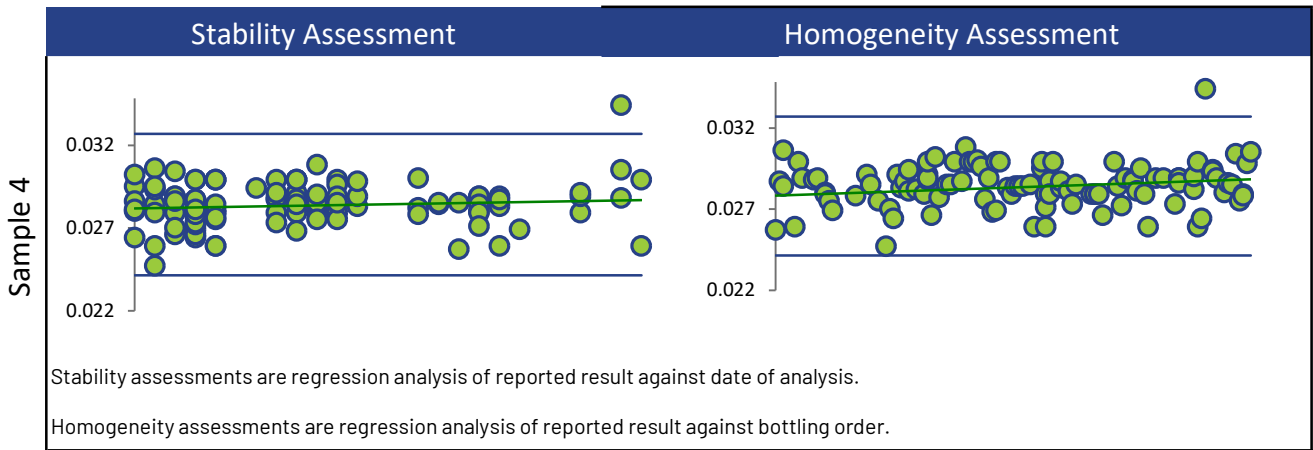 Stability Assessment
Homogeneity Assessment
Sample 4
0.032
0.027
0.022
0.032
0.027
0.022
Stability assessments are regression analysis of reported result against date of analysis.
Homogeneity assessments are regression analysis of reported result against bottling order.